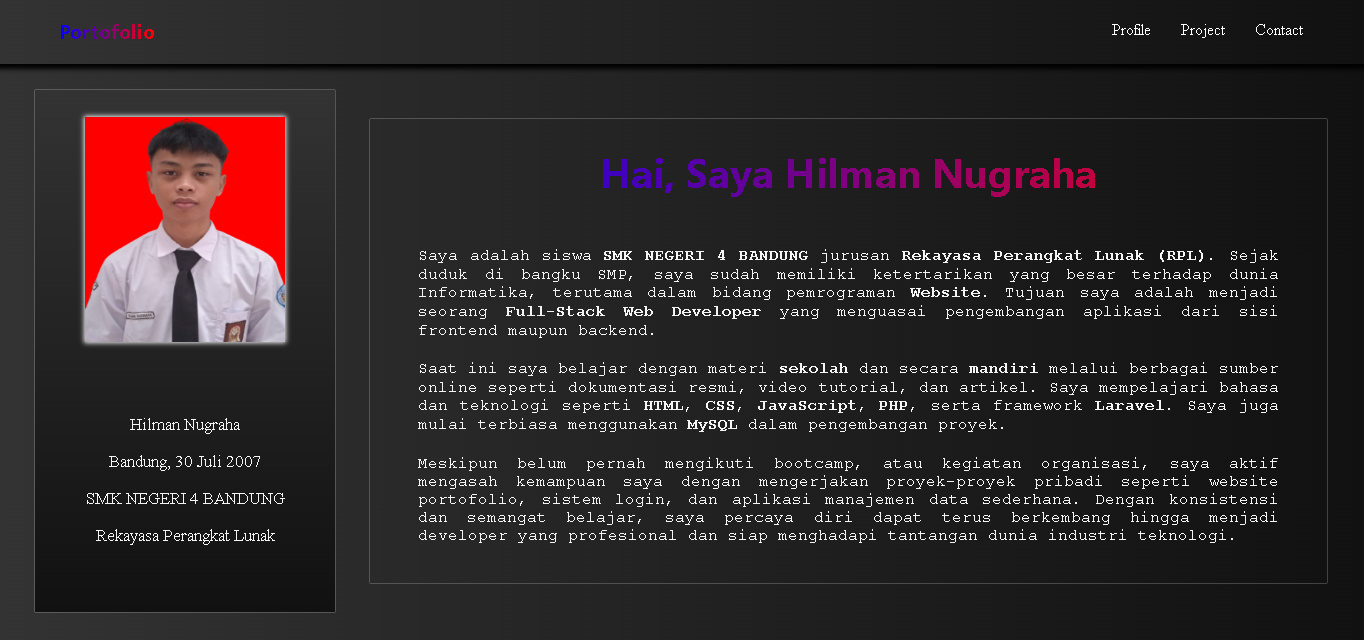 Portofolio
Profile
Project
Contact
Hilman Nugraha
Bandung, 30 Juli 2007
SMK NEGERI 4 BANDUNG
Rekayasa Perangkat Lunak
Hai, Saya Hilman Nugraha
Saya adalah siswa SMK NEGERI 4 BANDUNG jurusan Rekayasa Perangkat Lunak (RPL). Sejak
duduk di bangku SMP, saya sudah memiliki ketertarikan yang besar terhadap dunia
Informatika, terutama dalam bidang pemrograman Website. Tujuan saya adalah menjadi
seorang Full-Stack Web Developer yang menguasai pengembangan aplikasi dari sisi
frontend maupun backend.
Saat ini saya belajar dengan materi sekolah dan secara mandiri melalui berbagai sumber
online seperti dokumentasi resmi, video tutorial, dan artikel. Saya mempelajari bahasa
dan teknologi seperti HTML, CSS, JavaScript, PHP, serta framework Laravel. Saya juga
mulai terbiasa menggunakan MySQL dalam pengembangan proyek.
Meskipun belum pernah mengikuti bootcamp, atau kegiatan organisasi, saya aktif
mengasah kemampuan saya dengan mengerjakan proyek-proyek pribadi seperti website
portofolio, sistem login, dan aplikasi manajemen data sederhana. Dengan konsistensi
dan semangat belajar, saya percaya diri dapat terus berkembang hingga menjadi
developer yang profesional dan siap menghadapi tantangan dunia industri teknologi.